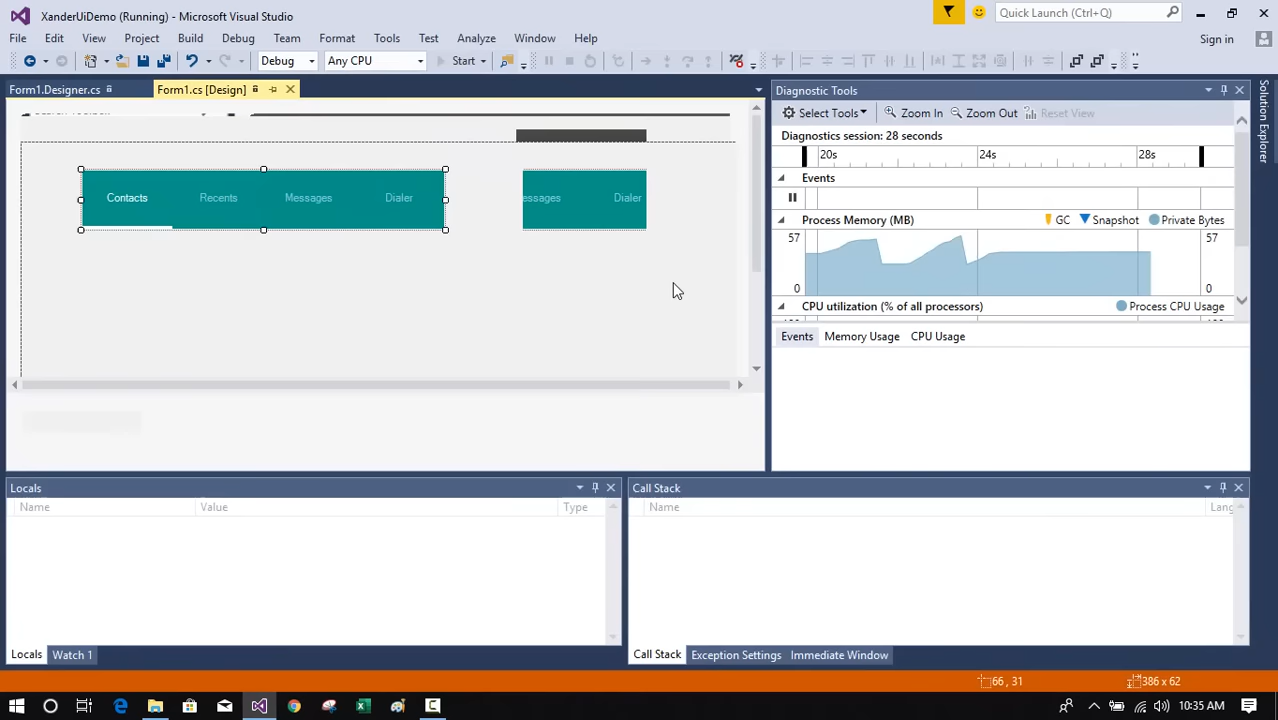 XanderUiDemo (Running) - Microsoft Visual Studio
Quick Launch (Ctrl+Q)
File Edit View Project Build Debug Team Format Tools Test Analyze Window Help
Sign in
Debug Any CPU Start
Form1.Designer.cs Form1.cs [Design]
Diagnostic Tools
Solution Explorer
Select Tools Zoom In Zoom Out Reset View
Diagnostics session: 28 seconds
20s 24s 28s
Events
Contacts Recents Messages Dialer
essages Dialer
Process Memory (MB) GC Snapshot Private Bytes
57 57
0 0
CPU utilization (% of all processors) Process CPU Usage
Events Memory Usage CPU Usage
Locals
Name Value Type
Call Stack
Name Lang
Locals Watch 1
Call Stack Exception Settings Immediate Window
66 , 31 386 x 62
10:35 AM